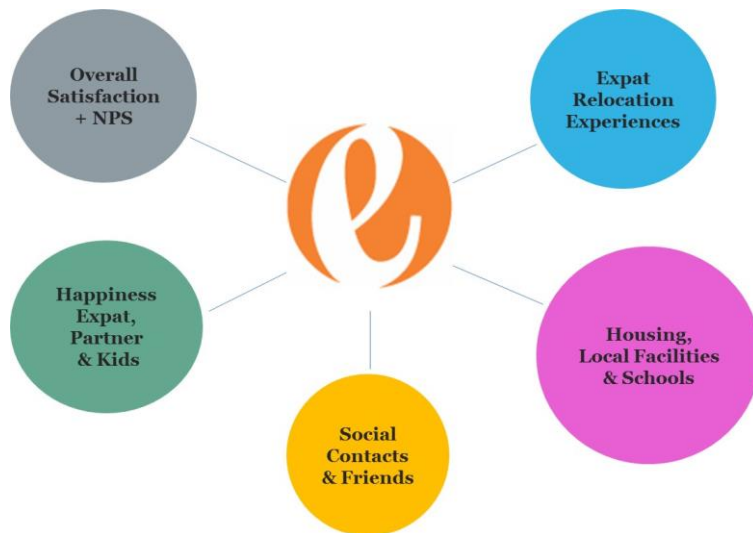 Overall
Satisfaction
+ NPS
Expat
Relocation
Experiences
e
Happiness
Expat,
Partner
& Kids
Housing,
Local Facilities
& Schools
Social
Contacts
& Friends